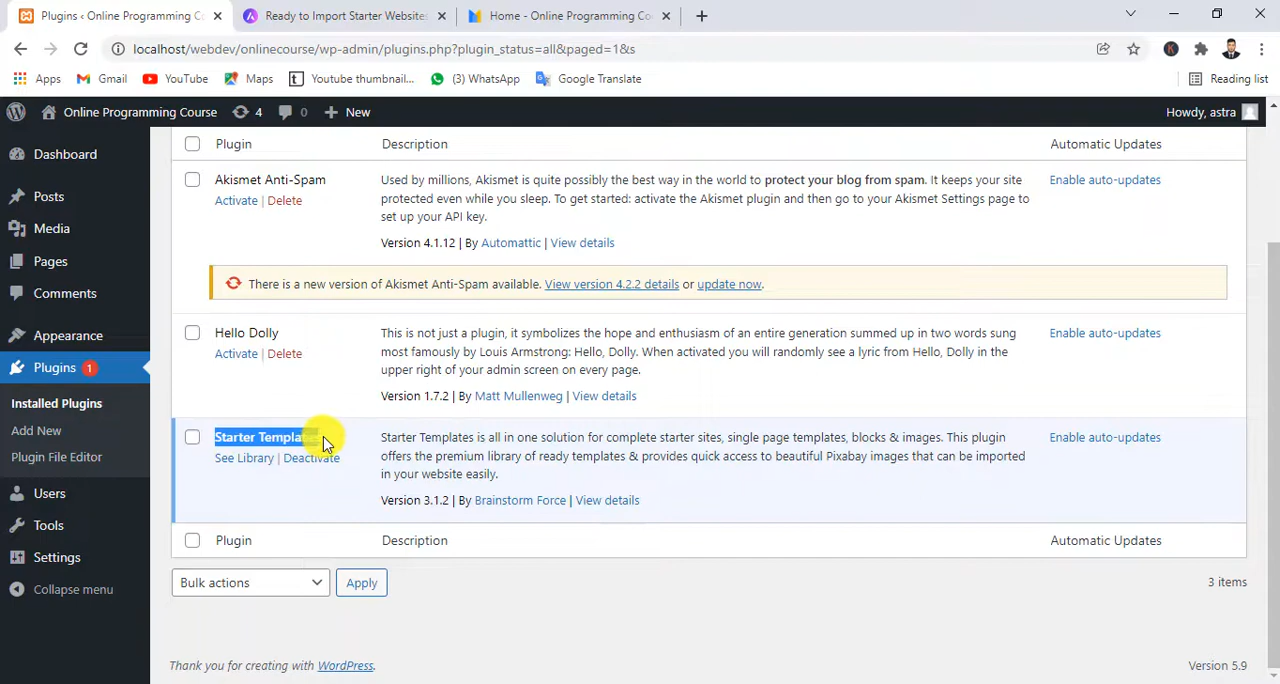 Plugins ‹ Online Programming C
Ready to Import Starter Websites
Home - Online Programming Co
localhost/webdev/onlinecourse/wp-admin/plugins.php?plugin_status=all&paged=1&s
Apps
Gmail
YouTube
Maps
Youtube thumbnail...
(3) WhatsApp
Google Translate
Reading list
Online Programming Course
4
0
New
Howdy, astra
Dashboard
Posts
Media
Pages
Comments
Appearance
Plugins 1
Installed Plugins
Add New
Plugin File Editor
Users
Tools
Settings
Collapse menu
Plugin
Description
Automatic Updates
Akismet Anti-Spam
Activate | Delete
Used by millions, Akismet is quite possibly the best way in the world to protect your blog from spam. It keeps your site
protected even while you sleep. To get started: activate the Akismet plugin and then go to your Akismet Settings page to
set up your API key.
Version 4.1.12 | By Automattic | View details
Enable auto-updates
There is a new version of Akismet Anti-Spam available. View version 4.2.2 details or update now.
Hello Dolly
Activate | Delete
This is not just a plugin, it symbolizes the hope and enthusiasm of an entire generation summed up in two words sung
most famously by Louis Armstrong: Hello, Dolly. When activated you will randomly see a lyric from Hello, Dolly in the
upper right of your admin screen on every page.
Version 1.7.2 | By Matt Mullenweg | View details
Enable auto-updates
Starter Templates
See Library | Deactivate
Starter Templates is all in one solution for complete starter sites, single page templates, blocks & images. This plugin
offers the premium library of ready templates & provides quick access to beautiful Pixabay images that can be imported
in your website easily.
Version 3.1.2 | By Brainstorm Force | View details
Enable auto-updates
Plugin
Description
Automatic Updates
Bulk actions
Apply
3 items
Thank you for creating with WordPress.
Version 5.9